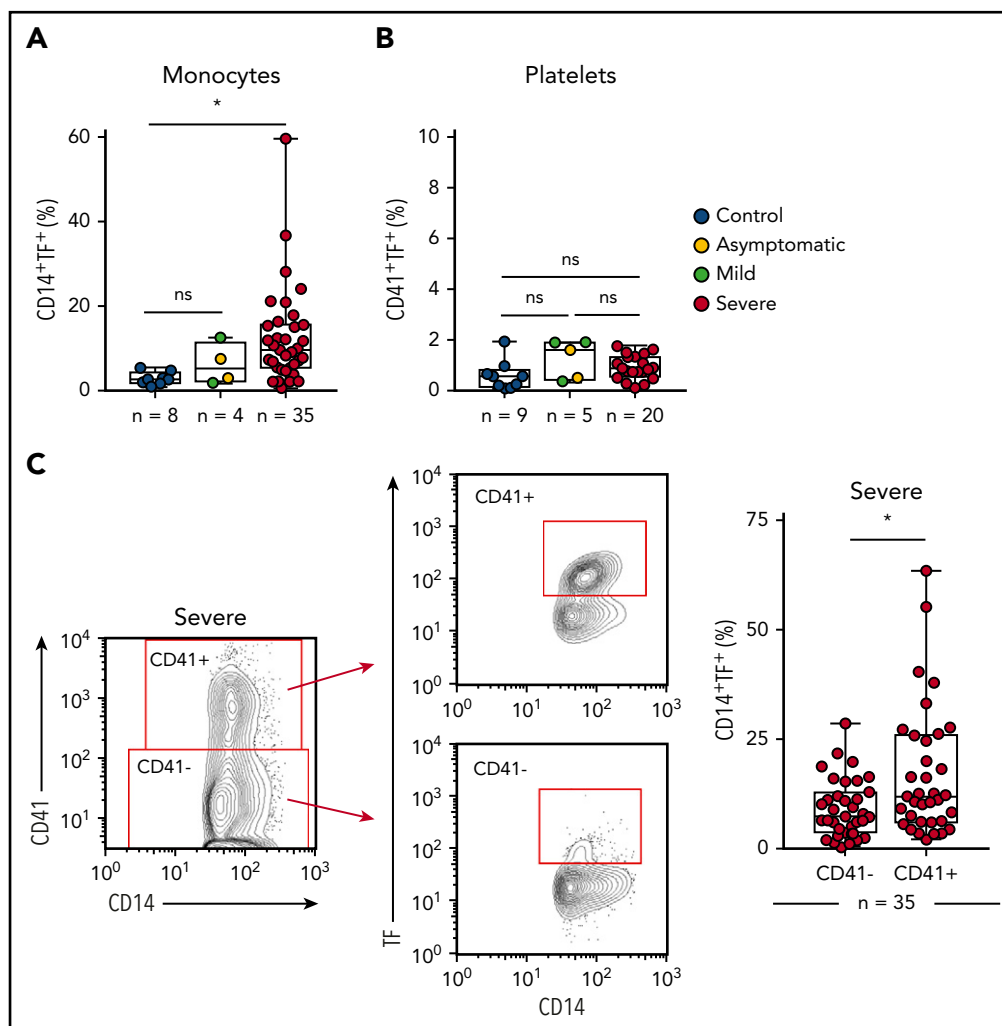 A
Monocytes
*
CD14⁺TF⁺ (%)
60
40
20
0
ns
n = 8
n = 4
n = 35
B
Platelets
CD41⁺TF⁺ (%)
10
8
6
4
2
0
ns
ns
ns
n = 9
n = 5
n = 20
Control
Asymptomatic
Mild
Severe
C
Severe
CD41
10⁴
10³
10²
10¹
CD41+
CD41-
10⁰
10¹
10²
10³
CD14
TF
10⁴
10³
10²
10¹
10⁰
CD41+
10⁰
10¹
10²
10³
10⁴
10³
10²
10¹
10⁰
CD41-
10⁰
10¹
10²
10³
CD14
Severe
*
CD14⁺TF⁺ (%)
75
50
25
0
CD41-
CD41+
n = 35